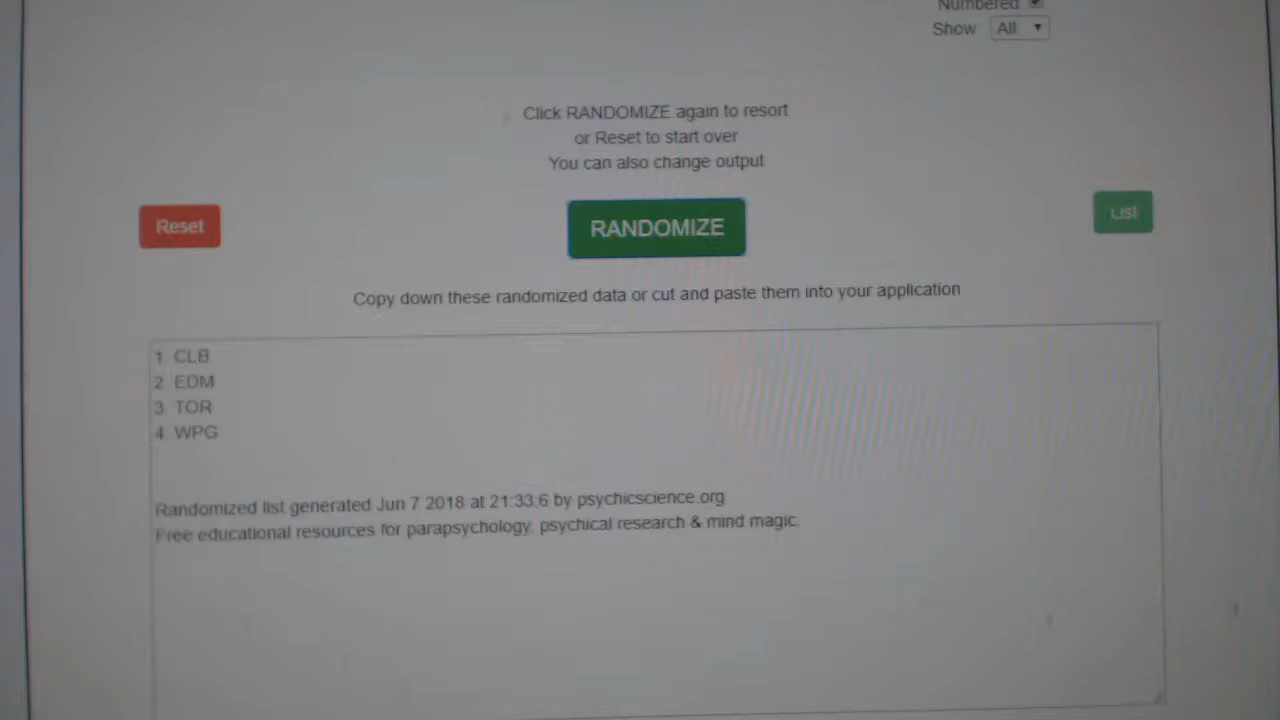 Numbered
Show All
Click RANDOMIZE again to resort
or Reset to start over
You can also change output
Reset
RANDOMIZE
List
Copy down these randomized data or cut and paste them into your application
1 CLB
2 EDM
3 TOR
4 WPG
Randomized list generated Jun 7 2018 at 21:33:6 by psychicscience.org
Free educational resources for parapsychology, psychical research & mind magic.